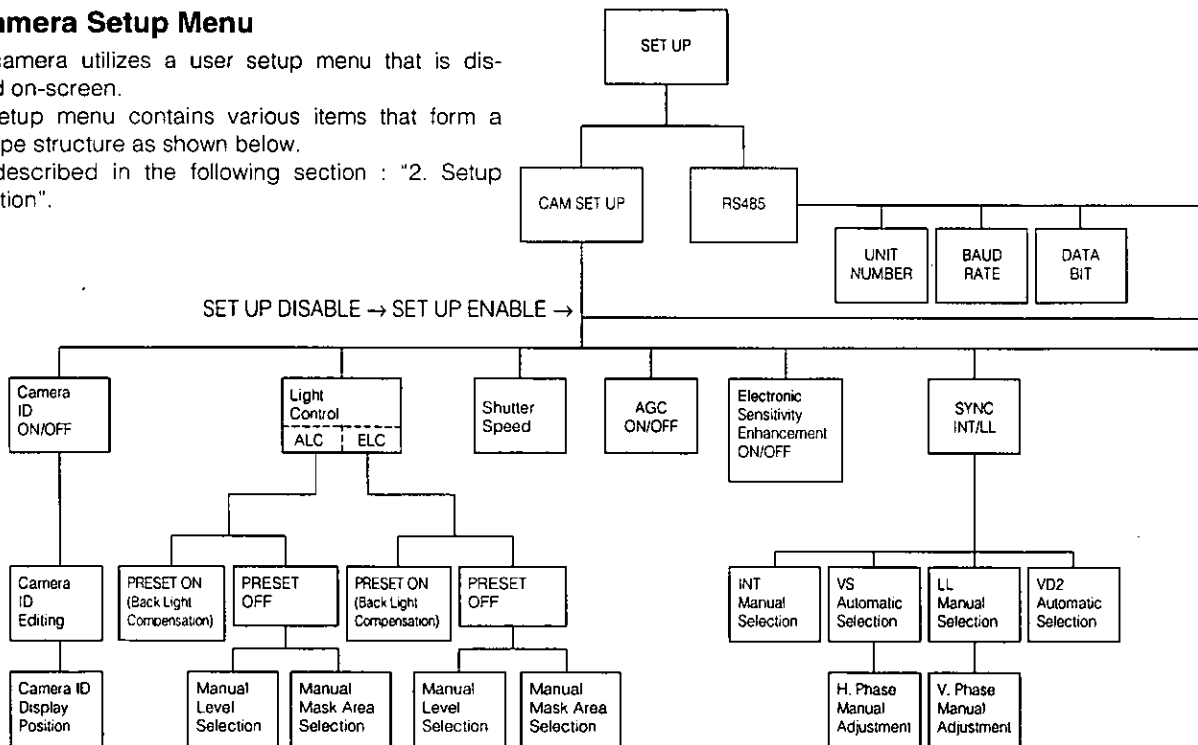 amera Setup Menu
camera utilizes a user setup menu that is dis-
d on-screen.
etup menu contains various items that form a
pe structure as shown below.
described in the following section : "2. Setup
tion".
SET UP
CAM SET UP
RS485
UNIT
NUMBER
BAUD
RATE
DATA
BIT
SET UP DISABLE → SET UP ENABLE →
Camera
ID
ON/OFF
Light
Control
ALC
ELC
Shutter
Speed
AGC
ON/OFF
Electronic
Sensitivity
Enhancement
ON/OFF
SYNC
INT/LL
Camera
ID
Editing
PRESET ON
(Back Light
Compensation)
PRESET
OFF
PRESET ON
(Back Light
Compensation)
PRESET
OFF
INT
Manual
Selection
VS
Automatic
Selection
LL
Manual
Selection
VD2
Automatic
Selection
Camera ID
Display
Position
Manual
Level
Selection
Manual
Mask Area
Selection
Manual
Level
Selection
Manual
Mask Area
Selection
H. Phase
Manual
Adjustment
V. Phase
Manual
Adjustment